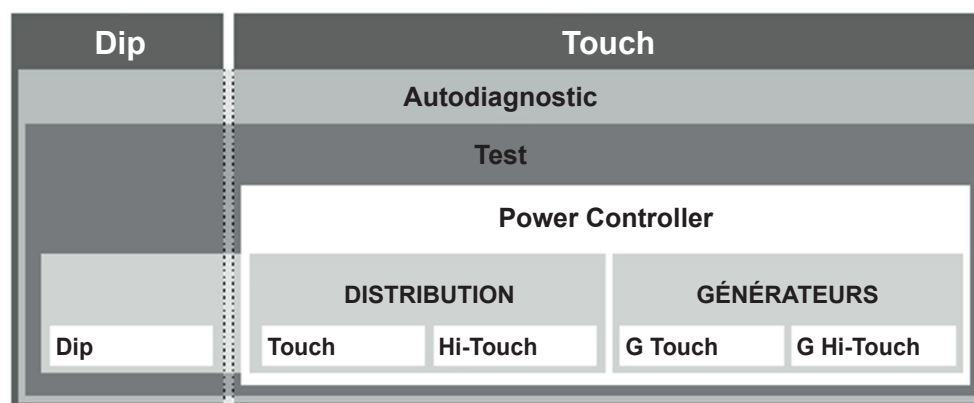 Dip Touch
Autodiagnostic
Test
Power Controller
DISTRIBUTION GÉNÉRATEURS
Dip Touch Hi-Touch G Touch G Hi-Touch